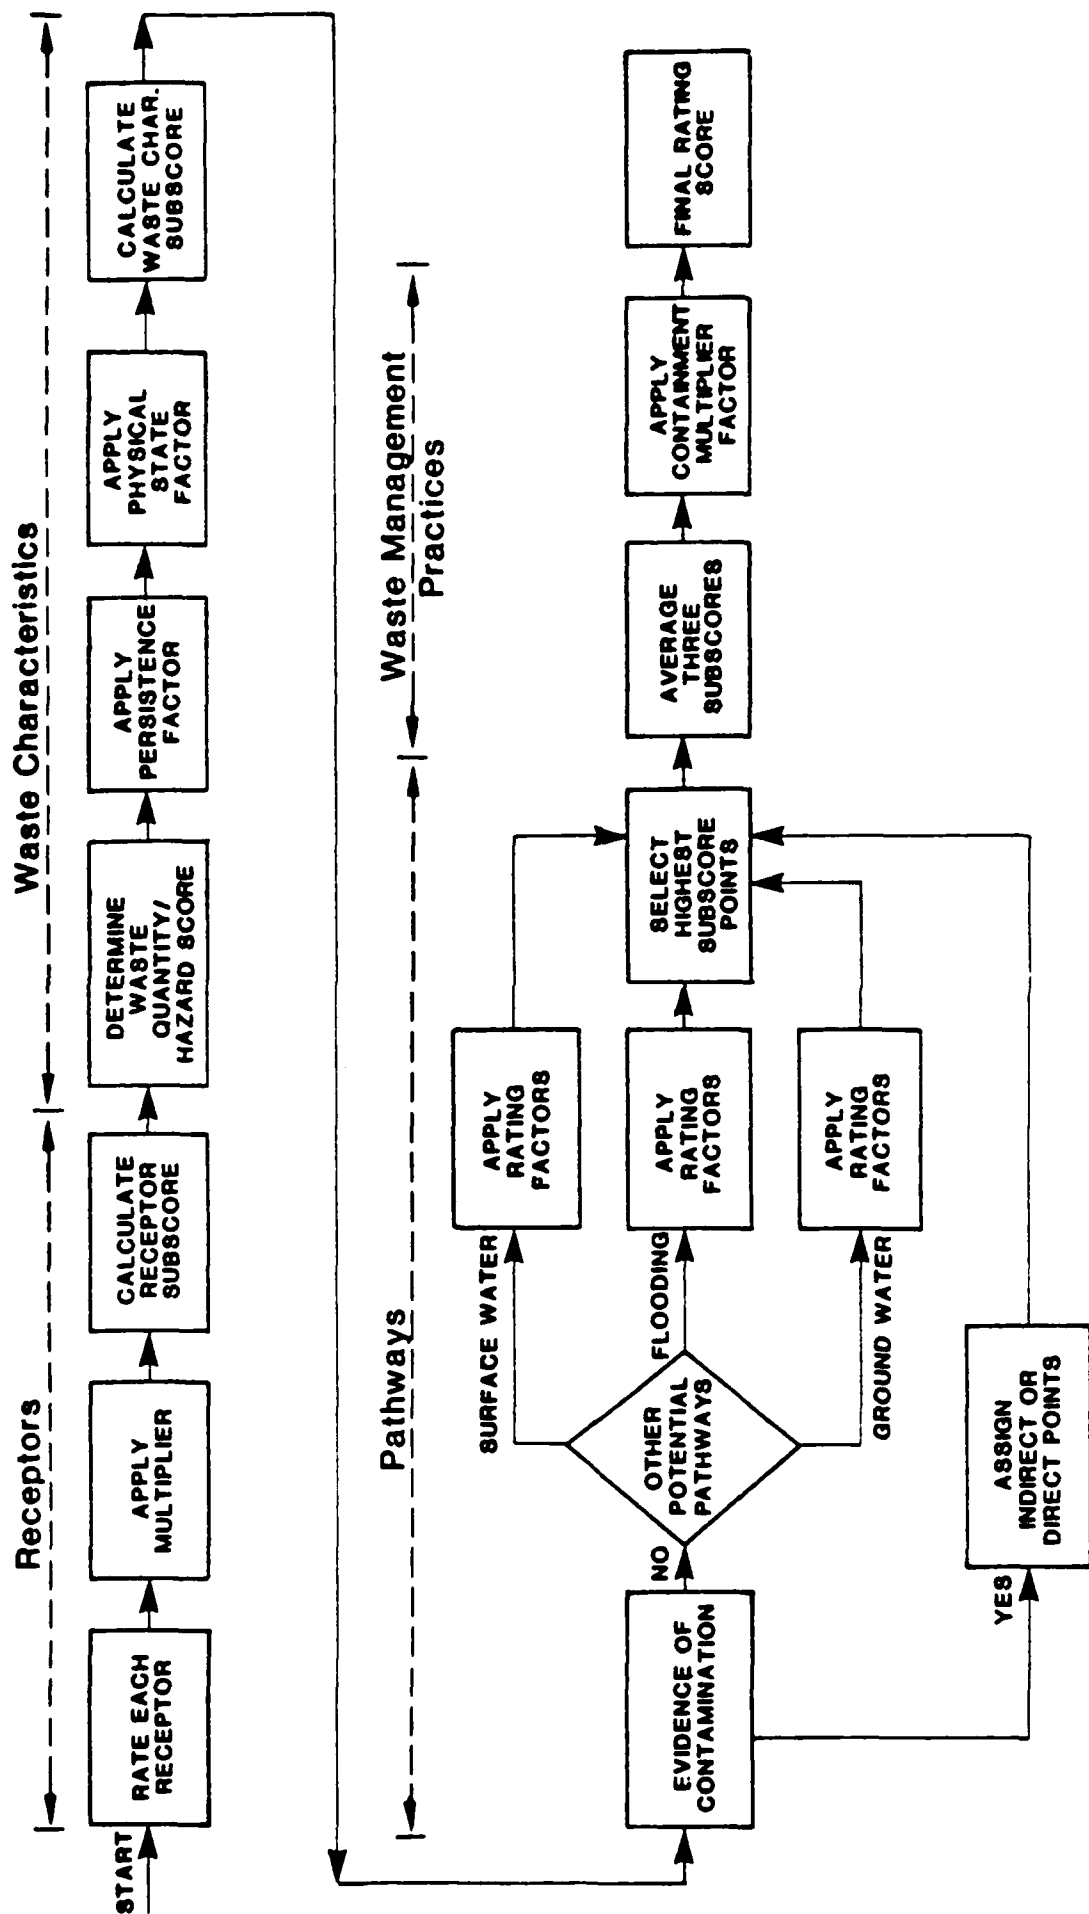 Receptors
Waste Characteristics
START
RATE EACH
RECEPTOR
APPLY
MULTIPLIER
CALCULATE
RECEPTOR
SUBSCORE
DETERMINE
WASTE
QUANTITY/
HAZARD SCORE
APPLY
PERSISTENCE
FACTOR
APPLY
PHYSICAL
STATE
FACTOR
CALCULATE
WASTE CHAR.
SUBSCORE
Pathways
Waste Management
Practices
EVIDENCE OF
CONTAMINATION
NO
YES
OTHER
POTENTIAL
PATHWAYS
SURFACE WATER
FLOODING
GROUND WATER
APPLY
RATING
FACTORS
APPLY
RATING
FACTORS
APPLY
RATING
FACTORS
ASSIGN
INDIRECT OR
DIRECT POINTS
SELECT
HIGHEST
SUBSCORE
POINTS
AVERAGE
THREE
SUBSCORES
APPLY
CONTAINMENT
MULTIPLIER
FACTOR
FINAL RATING
SCORE